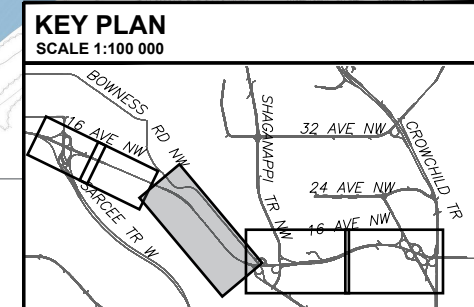 KEY PLAN
SCALE 1:100 000
BOWNESS RD NW
16 AVE NW
SARCEE TR W
SHAGANAPPI TR NW
32 AVE NW
CROWCHILD TR
24 AVE NW
16 AVE NW